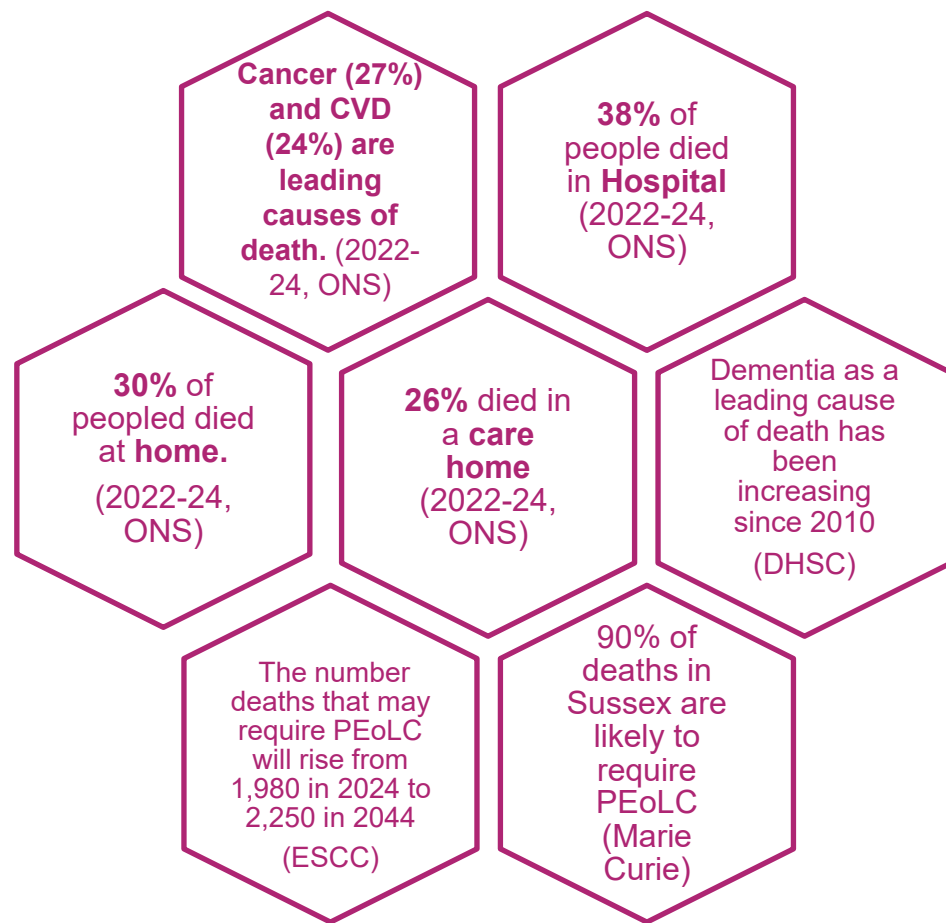 Cancer (27%)
and CVD
(24%) are
leading
causes of
death. (2022-
24, ONS)
38% of
people died
in Hospital
(2022-24,
ONS)
30% of
peopled died
at home.
(2022-24,
ONS)
26% died in
a care
home
(2022-24,
ONS)
Dementia as a
leading cause
of death has
been
increasing
since 2010
(DHSC)
The number
deaths that may
require PEoLC
will rise from
1,980 in 2024 to
2,250 in 2044
(ESCC)
90% of
deaths in
Sussex are
likely to
require
PEoLC
(Marie
Curie)